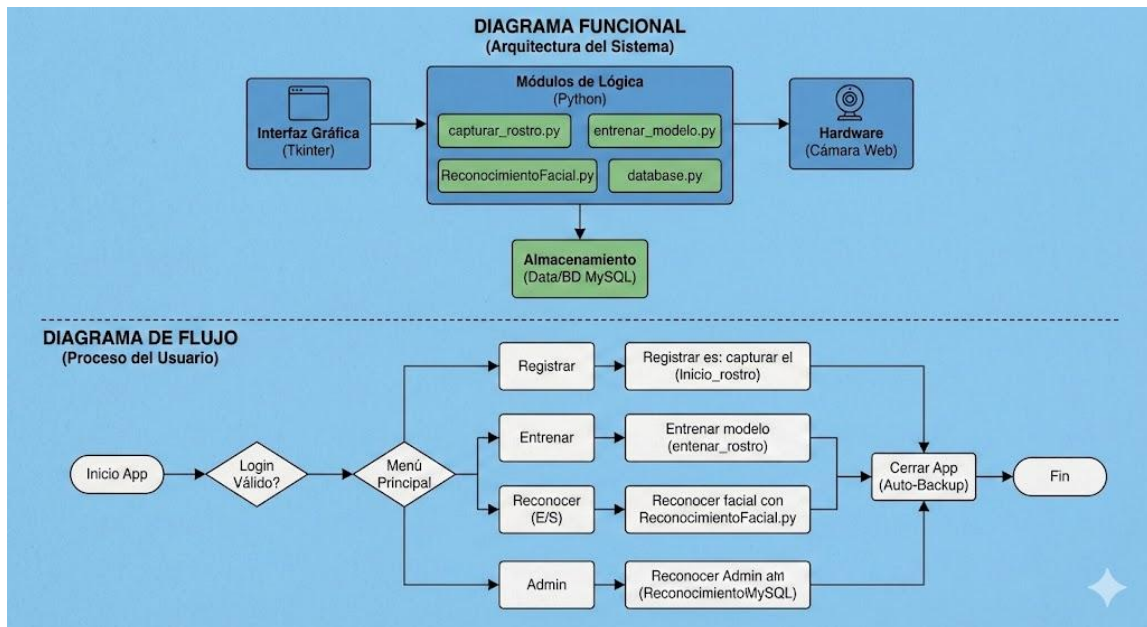 DIAGRAMA FUNCIONAL
(Arquitectura del Sistema)
Interfaz Gráfica
(Tkinter)
Módulos de Lógica
(Python)
capturar_rostro.py
entrenar_modelo.py
ReconocimientoFacial.py
database.py
Hardware
(Cámara Web)
Almacenamiento
(Data/BD MySQL)
DIAGRAMA DE FLUJO
(Proceso del Usuario)
Inicio App
Login
Válido?
Menú
Principal
Registrar
Registrar es: capturar el
(Inicio_rostro)
Entrenar
Entrenar modelo
(entenar_rostro)
Reconocer
(E/S)
Reconocer facial con
ReconocimientoFacial.py
Admin
Reconocer Admin
(ReconocimientoMySQL)
Cerrar App
(Auto-Backup)
Fin